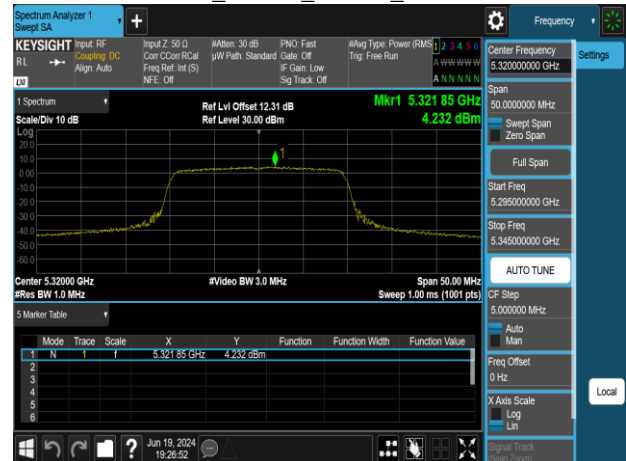 Spectrum Analyzer 1
Swept SA
Frequency
KEYSIGHT
RL
LXI
Input: RF
Coupling: DC
Align: Auto
Input Z: 50 Ω
Corr CCorr RCal
Freq Ref: Int (S)
NFE: Off
#Atten: 30 dB
µW Path: Standard
PNO: Fast
Gate: Off
IF Gain: Low
Sig Track: Off
#Avg Type: Power (RMS)
Trig: Free Run
1 2 3 4 5 6
A W W W W W
A N N N N N
1 Spectrum
Scale/Div 10 dB
Ref Lvl Offset 12.31 dB
Ref Level 30.00 dBm
Mkr1 5.321 85 GHz
4.232 dBm
Log
20.0
10.0
0.00
-10.0
-20.0
-30.0
-40.0
-50.0
-60.0
1
Center 5.32000 GHz
#Res BW 1.0 MHz
#Video BW 3.0 MHz
Span 50.00 MHz
Sweep 1.00 ms (1001 pts)
5 Marker Table
Mode Trace Scale X Y Function Function Width Function Value
1 N 1 f 5.321 85 GHz 4.232 dBm
2
3
4
5
6
Jun 19, 2024
19:26:52
Center Frequency
5.320000000 GHz
Settings
Span
50.0000000 MHz
Swept Span
Zero Span
Full Span
Start Freq
5.295000000 GHz
Stop Freq
5.345000000 GHz
AUTO TUNE
CF Step
5.000000 MHz
Auto
Man
Freq Offset
0 Hz
X Axis Scale
Log
Lin
Local
Signal Track
(Span Zoom)